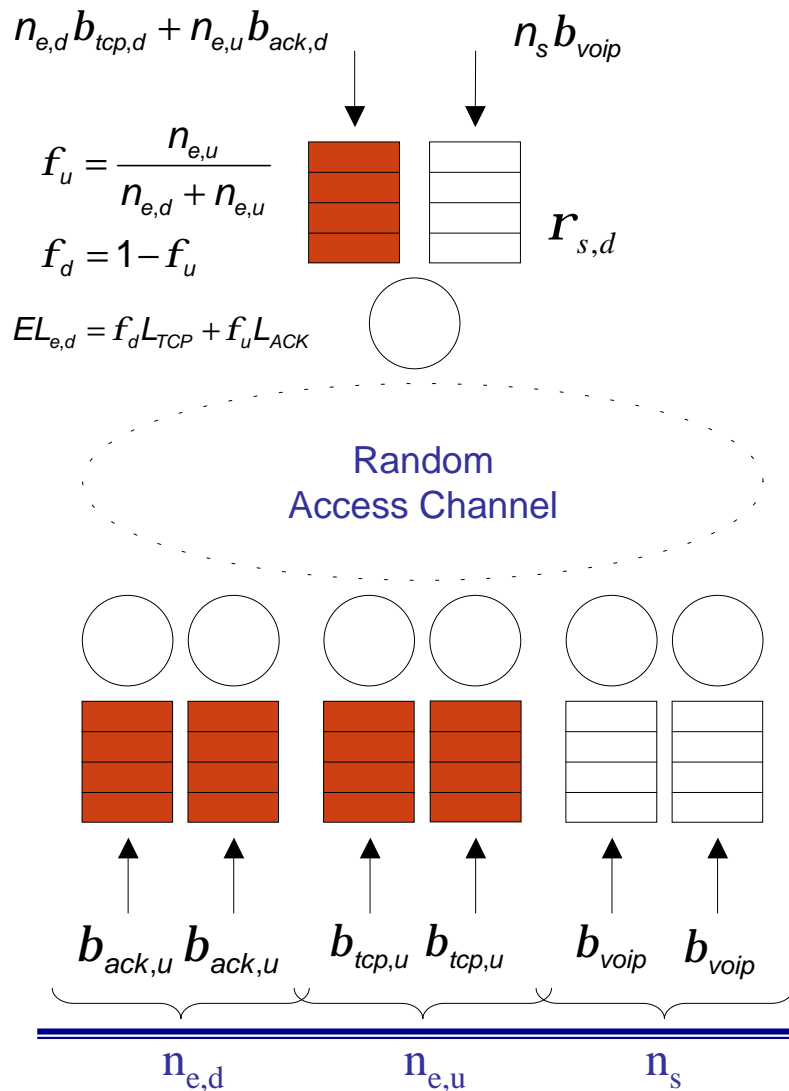 n_{e,d} b_{tcp,d} + n_{e,u} b_{ack,d}
n_s b_{voip}
f_u = \frac{n_{e,u}}{n_{e,d} + n_{e,u}}
f_d = 1 − f_u
r_{s,d}
EL_{e,d} = f_d L_{TCP} + f_u L_{ACK}
Random
Access Channel
b_{ack,u} b_{ack,u} b_{tcp,u} b_{tcp,u} b_{voip} b_{voip}
n_{e,d} n_{e,u} n_s